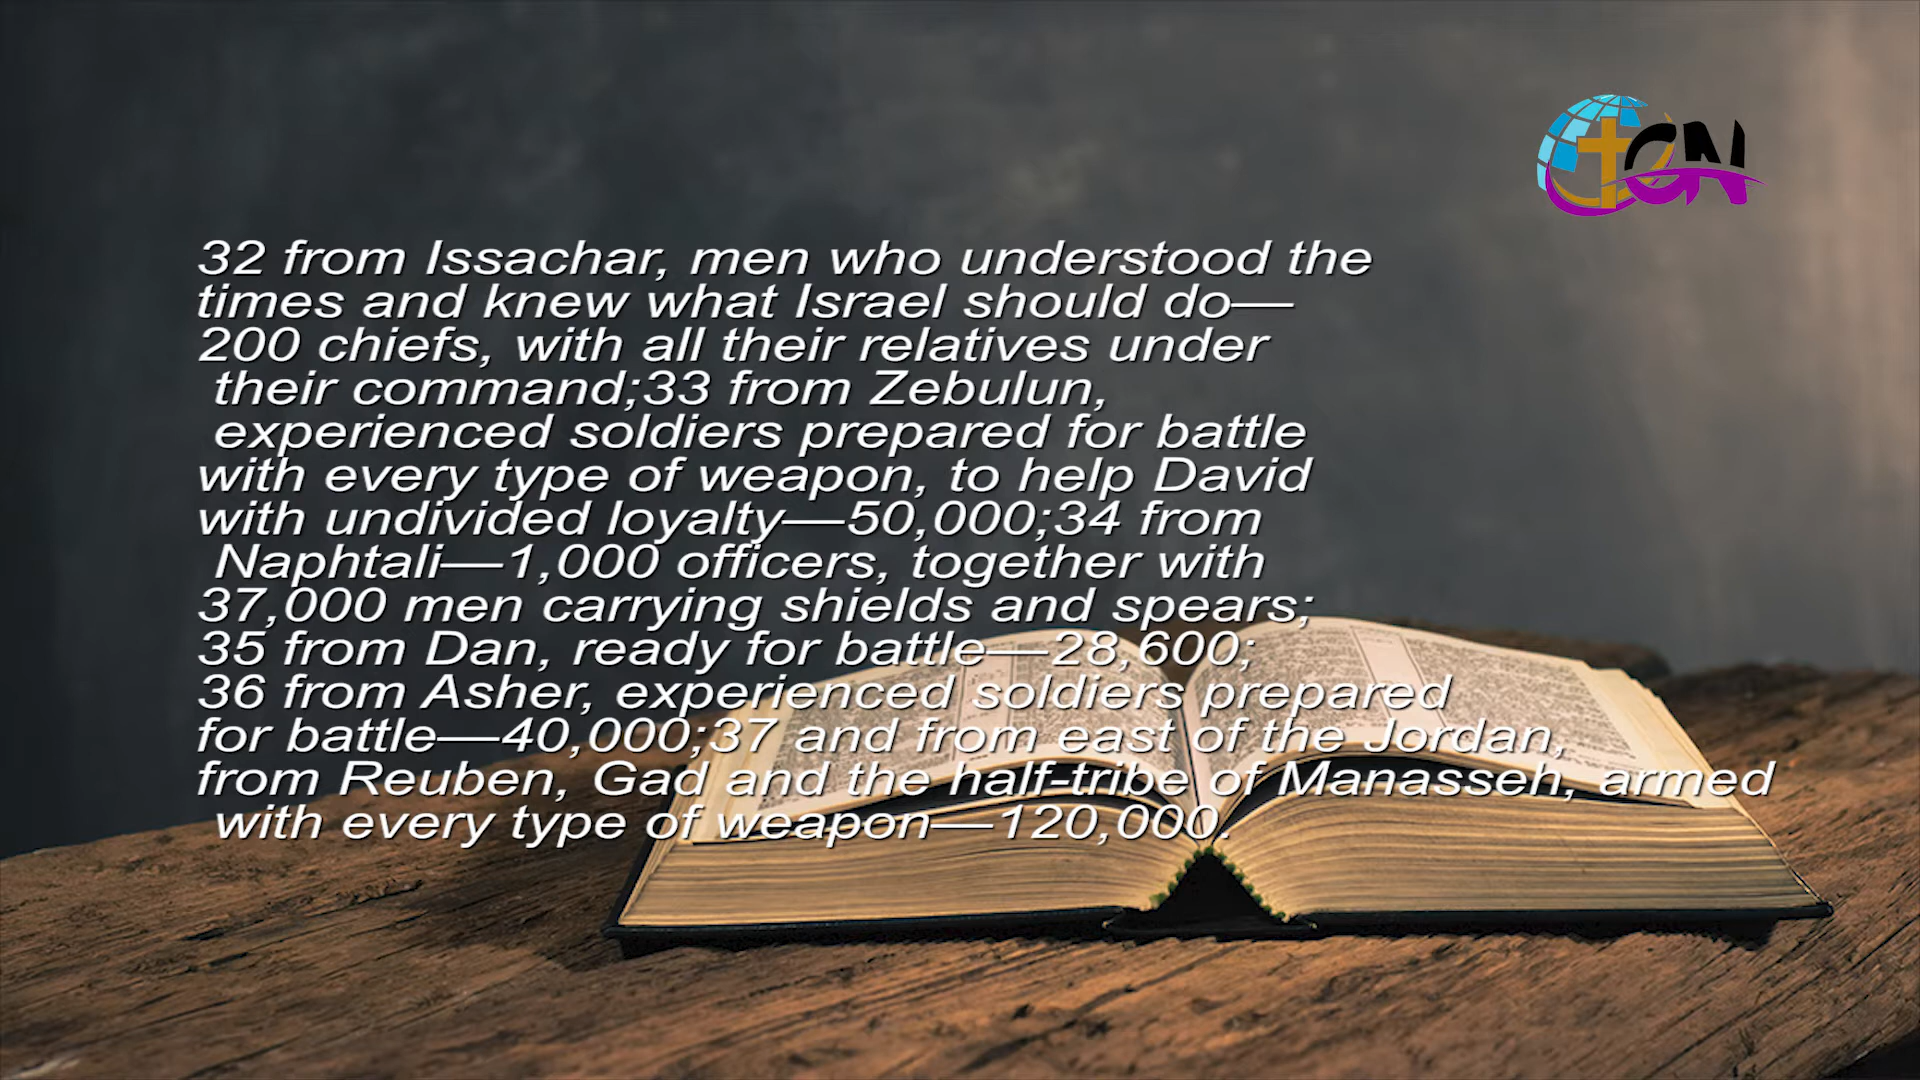 GN
32 from Issachar, men who understood the
times and knew what Israel should do—
200 chiefs, with all their relatives under
their command;33 from Zebulun,
experienced soldiers prepared for battle
with every type of weapon, to help David
with undivided loyalty—50,000;34 from
Naphtali—1,000 officers, together with
37,000 men carrying shields and spears;
35 from Dan, ready for battle—28,600;
36 from Asher, experienced soldiers prepared
for battle—40,000;37 and from east of the Jordan,
from Reuben, Gad and the half-tribe of Manasseh, armed
with every type of weapon—120,000.